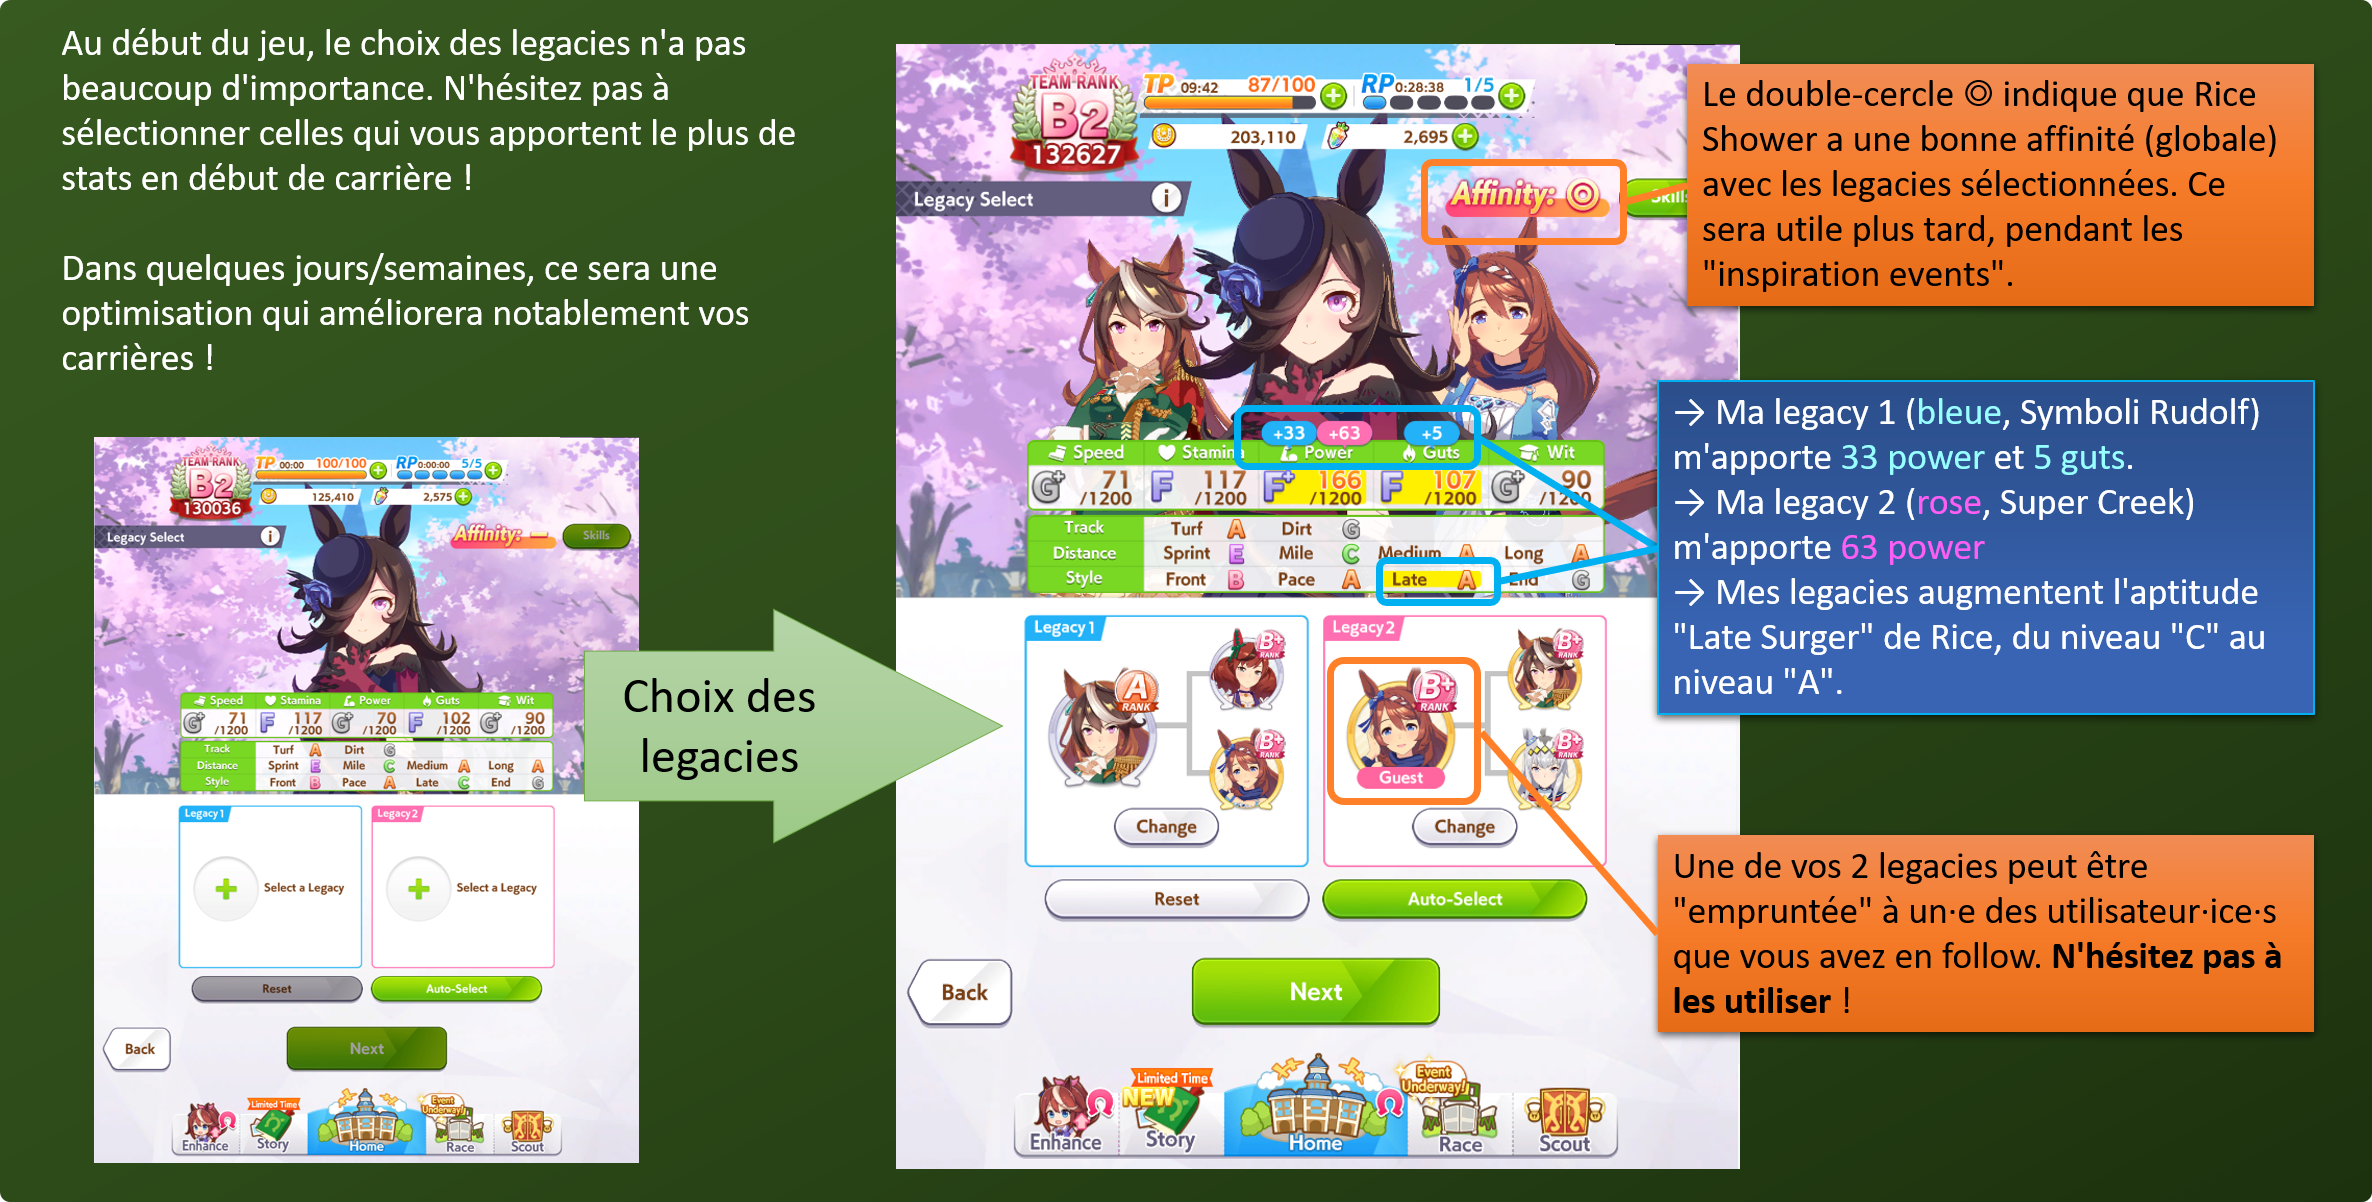 Au début du jeu, le choix des legacies n'a pas
beaucoup d'importance. N'hésitez pas à
sélectionner celles qui vous apportent le plus de
stats en début de carrière !
Dans quelques jours/semaines, ce sera une
optimisation qui améliorera notablement vos
carrières !
TEAM RANK
B2
130036
TP 00:00 100/100
RP 0:00:00 5/5
125,410
2,575
Legacy Select
Affinity: –
Skills
Speed Stamina Power Guts Wit
G+ 71 /1200 F 117 /1200 G+ 70 /1200 F 102 /1200 G+ 90 /1200
Track Turf A Dirt G
Distance Sprint E Mile C Medium A Long A
Style Front B Pace A Late C End G
Legacy1
Select a Legacy
Legacy2
Select a Legacy
Reset
Auto-Select
Back
Next
Enhance
Limited Time
Story
Home
Event Underway!
Race
Scout
Choix des
legacies
TEAM RANK
B2
132627
TP 09:42 87/100
RP 0:28:38 1/5
203,110
2,695
Legacy Select
Affinity: ◎
Skills
+33 +63 +5
Speed Stamina Power Guts Wit
G+ 71 /1200 F 117 /1200 F+ 166 /1200 F 107 /1200 G+ 90 /1200
Track Turf A Dirt G
Distance Sprint E Mile C Medium A Long A
Style Front B Pace A Late A End G
Legacy1
A RANK
B+ RANK
B+ RANK
Change
Legacy2
B+ RANK
Guest
B+ RANK
B+ RANK
Change
Reset
Auto-Select
Back
Next
Enhance
Limited Time
NEW
Story
Home
Event
Underway!
Race
Scout
Le double-cercle ◎ indique que Rice
Shower a une bonne affinité (globale)
avec les legacies sélectionnées. Ce
sera utile plus tard, pendant les
"inspiration events".
→ Ma legacy 1 (bleue, Symboli Rudolf)
m'apporte 33 power et 5 guts.
→ Ma legacy 2 (rose, Super Creek)
m'apporte 63 power
→ Mes legacies augmentent l'aptitude
"Late Surger" de Rice, du niveau "C" au
niveau "A".
Une de vos 2 legacies peut être
"empruntée" à un·e des utilisateur·ice·s
que vous avez en follow. N'hésitez pas à
les utiliser !